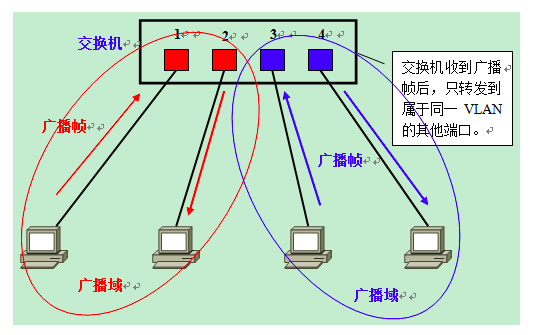 1 2 3 4
交换机
交换机收到广播
帧后，只转发到
属于同一 VLAN
的其他端口。
广播帧
广播帧
广播域
广播域